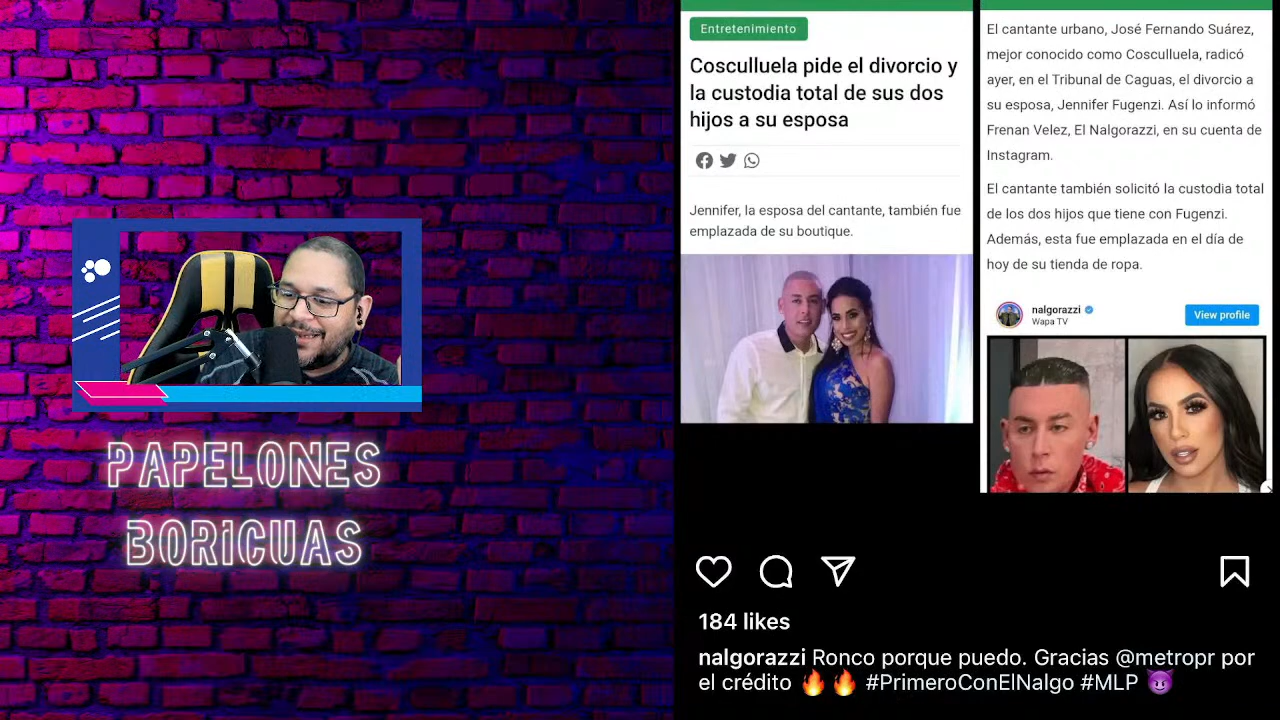 PAPELONES
BORICUAS
Entretenimiento
Cosculluela pide el divorcio y
la custodia total de sus dos
hijos a su esposa
Jennifer, la esposa del cantante, también fue
emplazada de su boutique.
El cantante urbano, José Fernando Suárez,
mejor conocido como Cosculluela, radicó
ayer, en el Tribunal de Caguas, el divorcio a
su esposa, Jennifer Fugenzi. Así lo informó
Frenan Velez, El Nalgorazzi, en su cuenta de
Instagram.
El cantante también solicitó la custodia total
de los dos hijos que tiene con Fugenzi.
Además, esta fue emplazada en el día de
hoy de su tienda de ropa.
nalgorazzi
Wapa TV
View profile
184 likes
nalgorazzi Ronco porque puedo. Gracias @metropr por
el crédito 🔥🔥 #PrimeroConElNalgo #MLP 😈